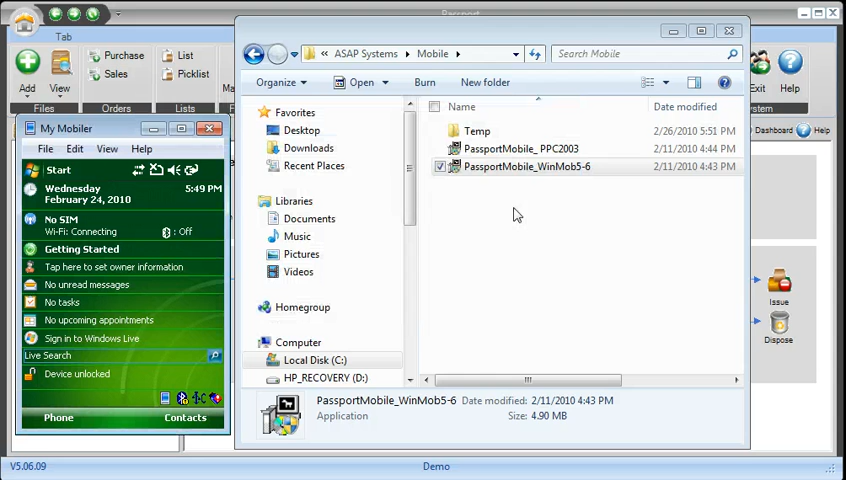 Passport
Tab
Add
View
Files
Purchase
Sales
Orders
List
Picklist
Lists
Exit
Help
Dashboard
Help
Issue
Dispose
My Mobiler
File Edit View Help
Start
Wednesday
February 24, 2010
5:49 PM
No SIM
Wi-Fi: Connecting
: Off
Getting Started
Tap here to set owner information
No unread messages
No tasks
No upcoming appointments
Sign in to Windows Live
Live Search
Device unlocked
Phone Contacts
« ASAP Systems Mobile
Search Mobile
Organize Open Burn New folder
Favorites
Desktop
Downloads
Recent Places
Libraries
Documents
Music
Pictures
Videos
Homegroup
Computer
Local Disk (C:)
HP_RECOVERY (D:)
Name Date modified
Temp 2/26/2010 5:51 PM
PassportMobile_ PPC2003 2/11/2010 4:44 PM
PassportMobile_WinMob5-6 2/11/2010 4:43 PM
PassportMobile_WinMob5-6 Date modified: 2/11/2010 4:43 PM
Application Size: 4.90 MB
V5.06.09 Demo